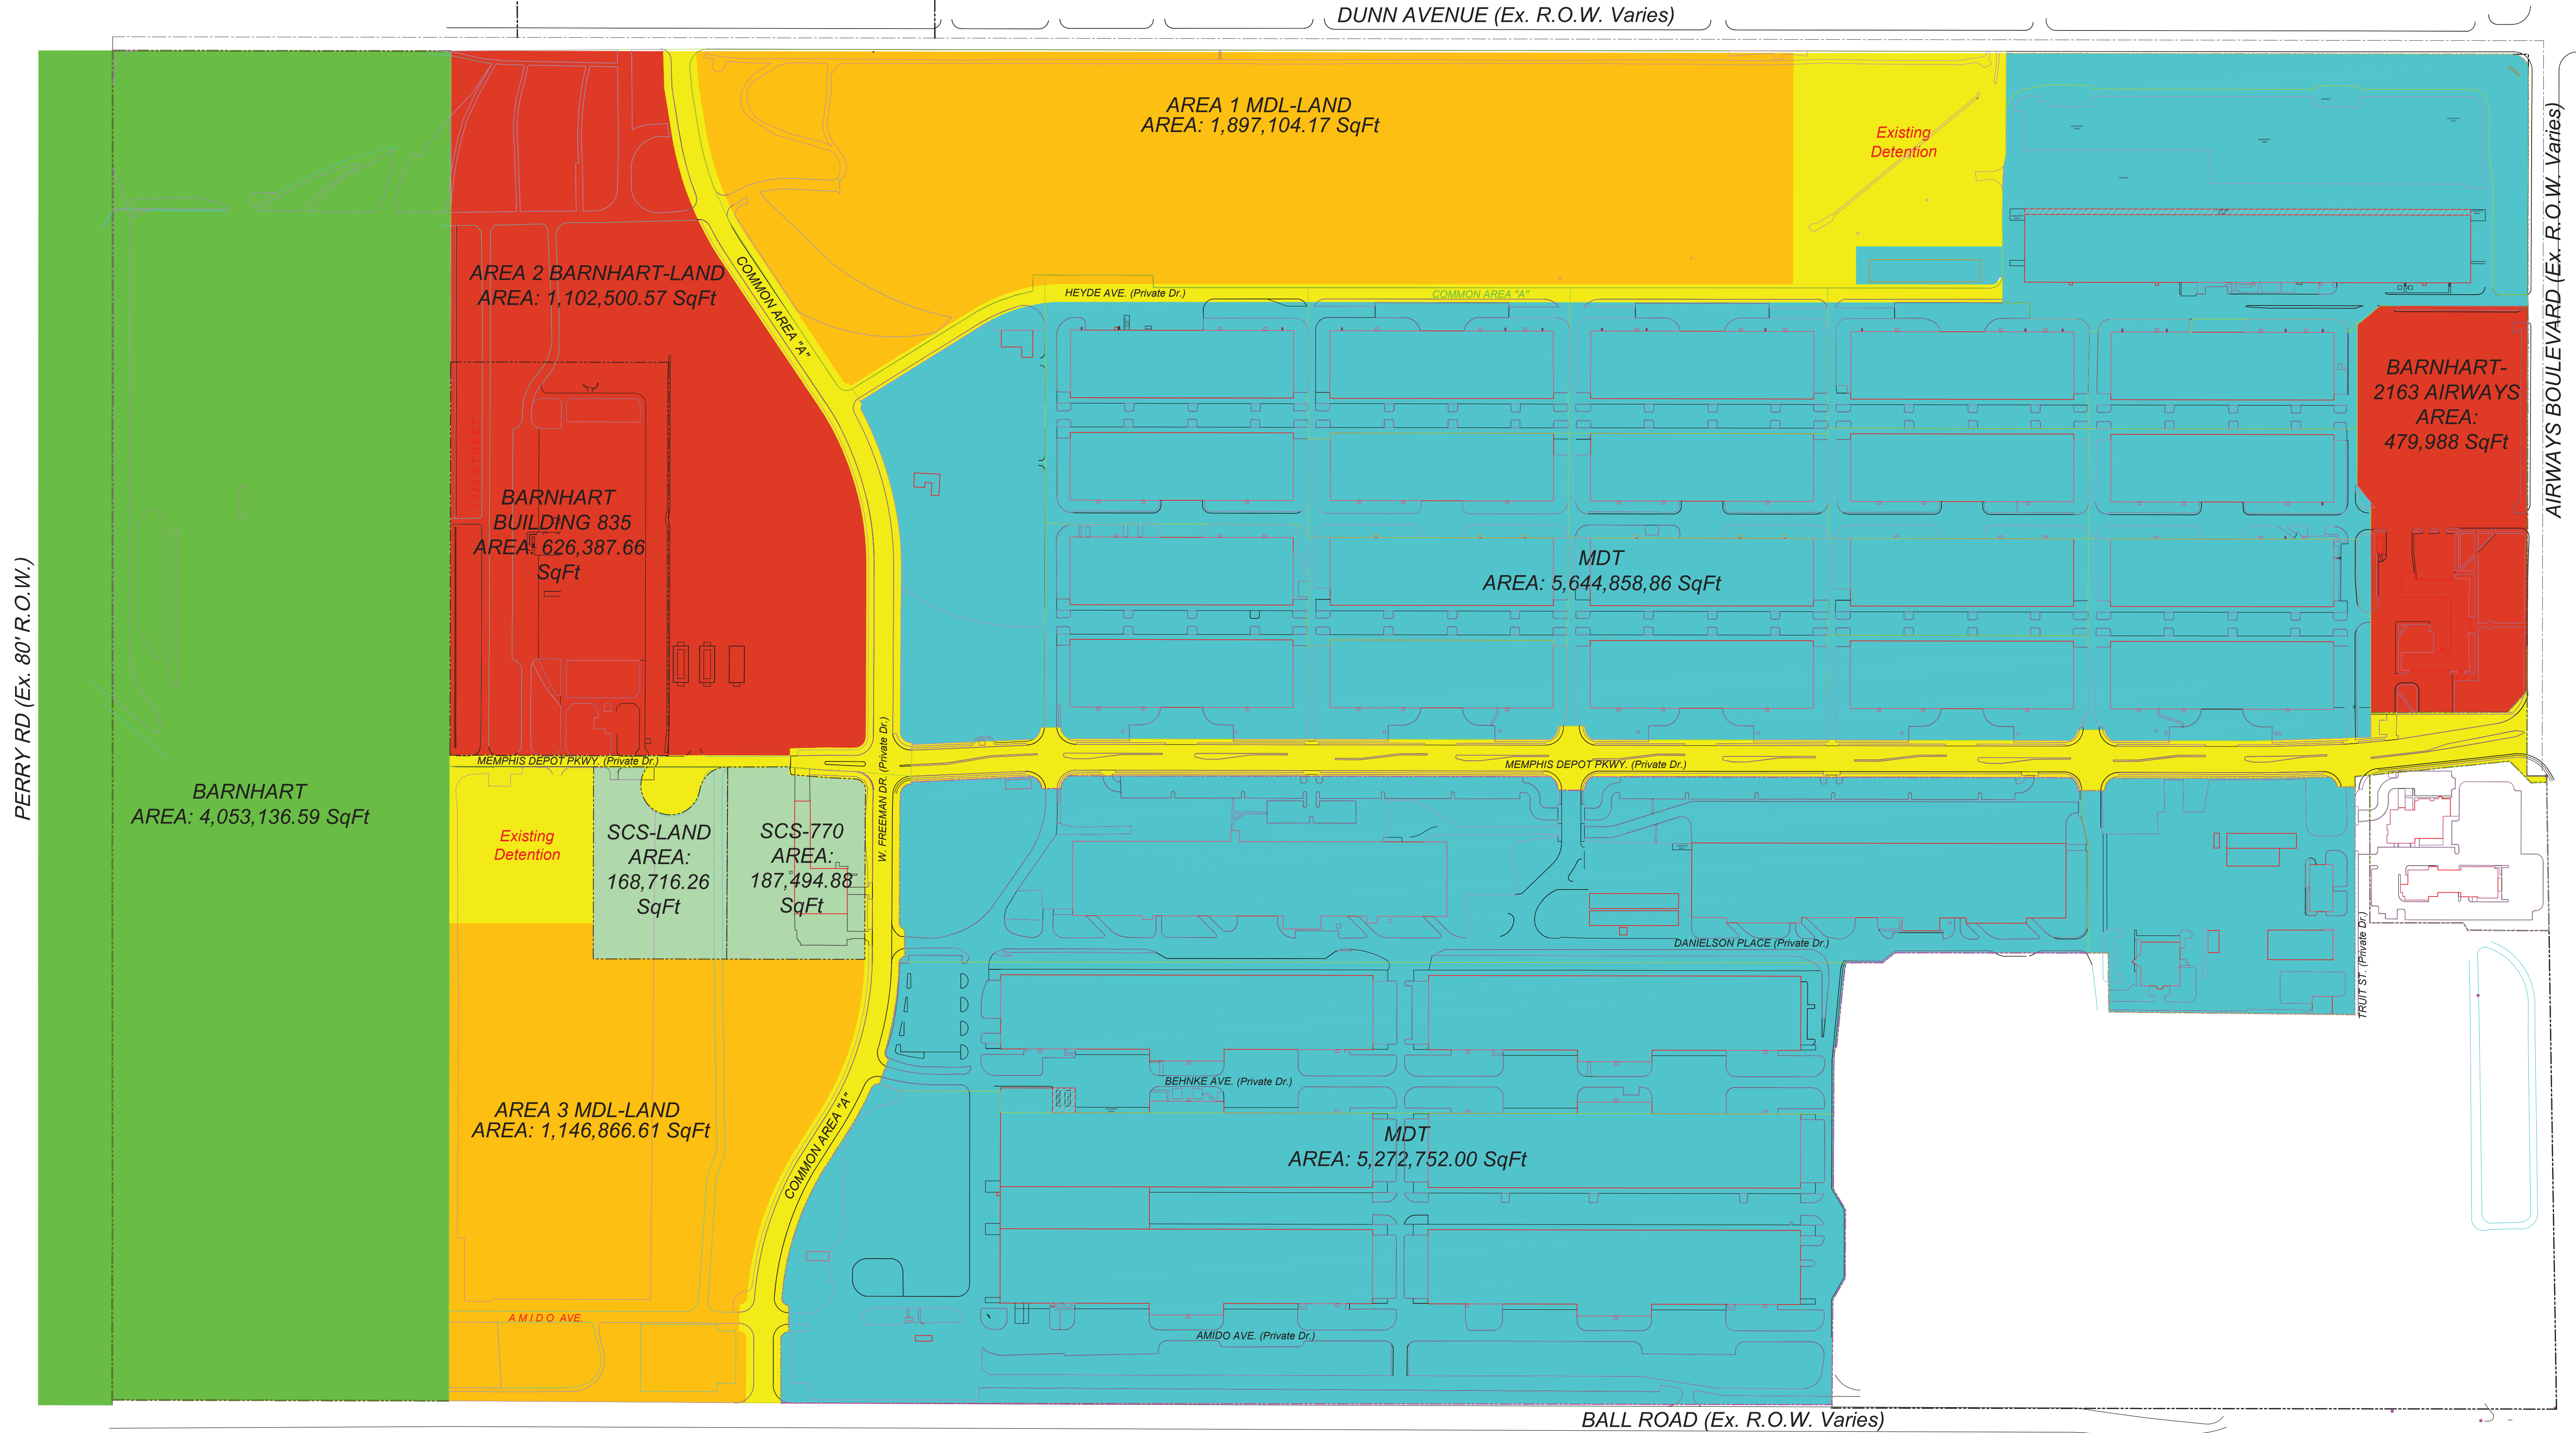 DUNN AVENUE (Ex. R.O.W. Varies)
AREA 1 MDL-LAND
AREA: 1,897,104.17 SqFt
Existing
Detention
AIRWAYS BOULEVARD (Ex. R.O.W. Varies)
AREA 2 BARNHART-LAND
AREA: 1,102,500.57 SqFt
COMMON AREA "A"
HEYDE AVE. (Private Dr.)
COMMON AREA "A"
BARNHART-
2163 AIRWAYS
AREA:
479,988 SqFt
BARNHART
BUILDING 835
AREA: 626,387.66
SqFt
MDT
AREA: 5,644,858,86 SqFt
PERRY RD (Ex. 80' R.O.W.)
MEMPHIS DEPOT PKWY. (Private Dr.)
W. FREEMAN DR. (Private Dr.)
MEMPHIS DEPOT PKWY. (Private Dr.)
BARNHART
AREA: 4,053,136.59 SqFt
Existing
Detention
SCS-LAND
AREA:
168,716.26
SqFt
SCS-770
AREA:
187,494.88
SqFt
DANIELSON PLACE (Private Dr.)
TRUIT ST. (Private Dr.)
BEHNKE AVE. (Private Dr.)
AREA 3 MDL-LAND
AREA: 1,146,866.61 SqFt
COMMON AREA "A"
MDT
AREA: 5,272,752.00 SqFt
AMIDO AVE.
AMIDO AVE. (Private Dr.)
BALL ROAD (Ex. R.O.W. Varies)